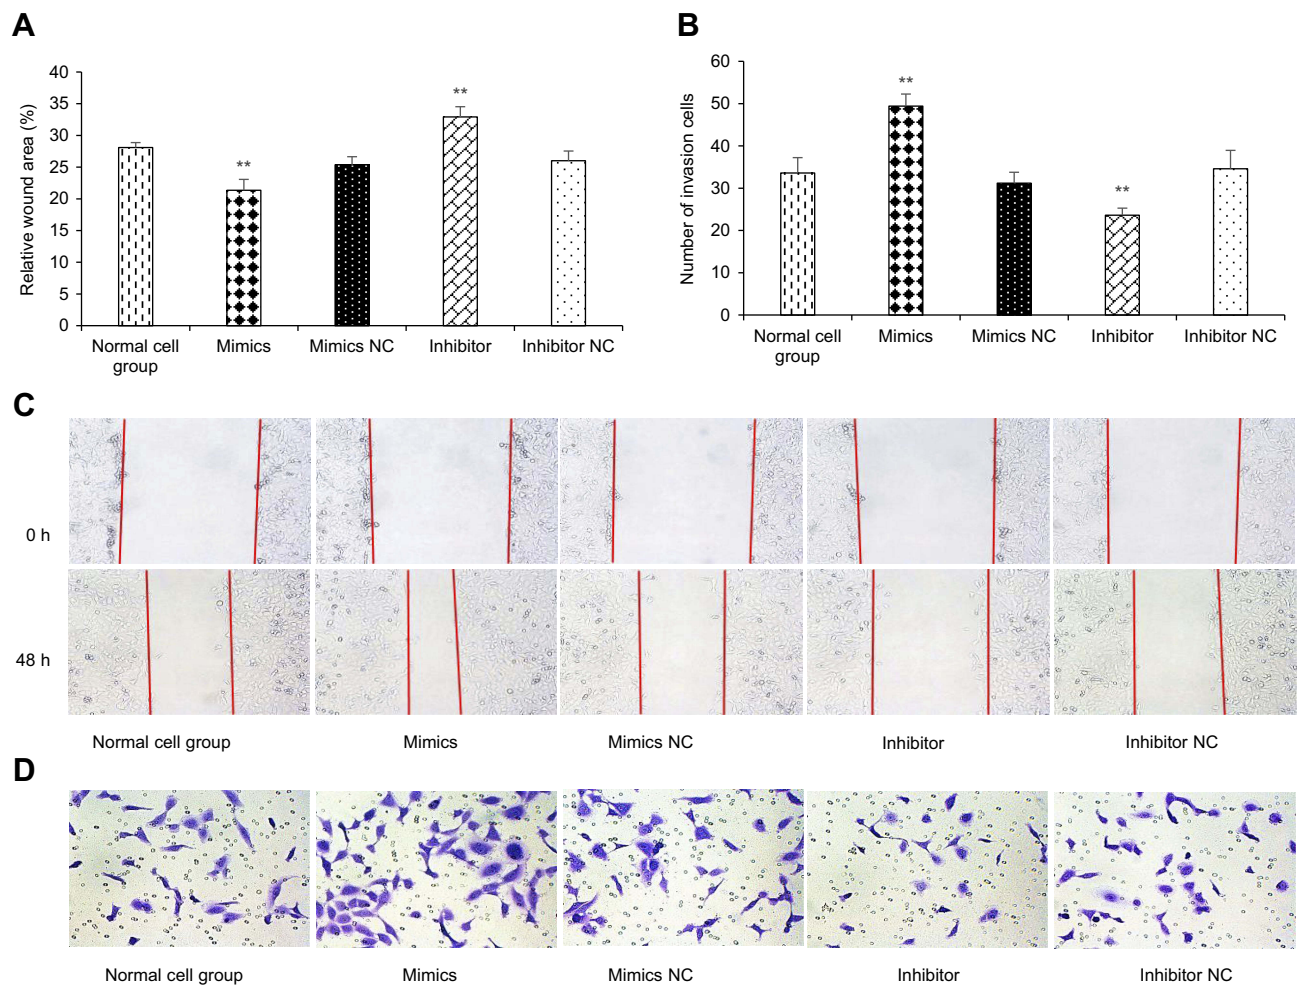 A
B
Relative wound area (%)
40
35
30
25
20
15
10
5
0
**
**
Normal cell
group
Mimics
Mimics NC
Inhibitor
Inhibitor NC
Number of invasion cells
60
50
40
30
20
10
0
**
**
Normal cell
group
Mimics
Mimics NC
Inhibitor
Inhibitor NC
C
0 h
48 h
Normal cell group
Mimics
Mimics NC
Inhibitor
Inhibitor NC
D
Normal cell group
Mimics
Mimics NC
Inhibitor
Inhibitor NC